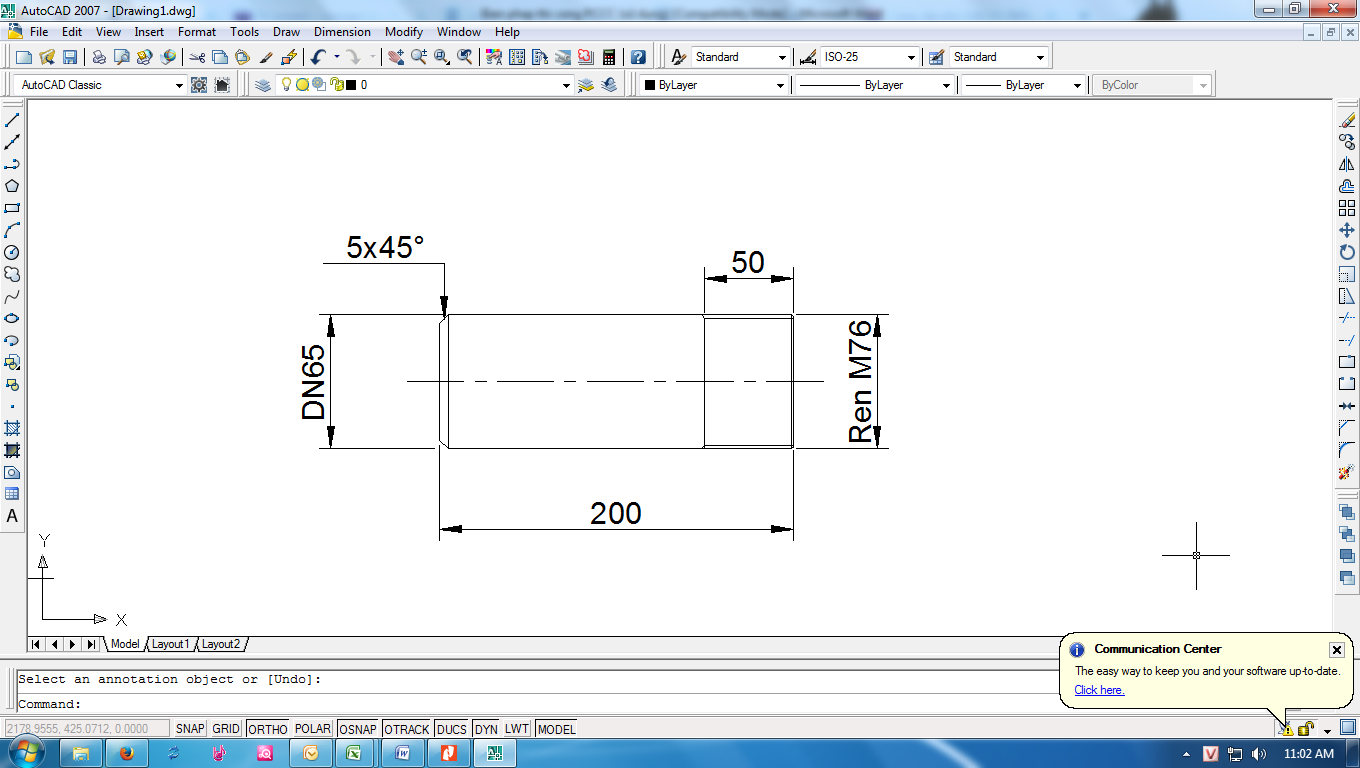 AutoCAD 2007 - [Drawing1.dwg]
File Edit View Insert Format Tools Draw Dimension Modify Window Help
Standard ISO-25 Standard
AutoCAD Classic 0 ByLayer ByLayer ByLayer ByColor
5x45°
50
DN65
Ren M76
200
Y
X
A
Model Layout1 Layout2
Communication Center
The easy way to keep you and your software up-to-date.
Click here.
Select an annotation object or [Undo]:
Command:
2178.9555, 425.0712, 0.0000 SNAP GRID ORTHO POLAR OSNAP OTRACK DUCS DYN LWT MODEL
11:02 AM